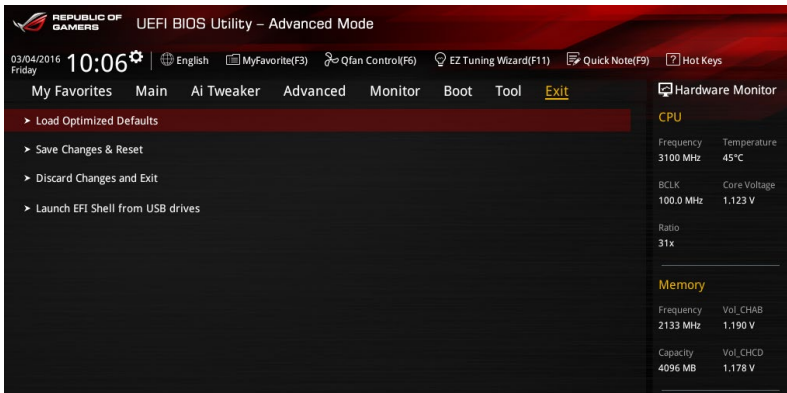 REPUBLIC OF
GAMERS
UEFI BIOS Utility – Advanced Mode
03/04/2016
Friday
10:06
English
MyFavorite(F3)
Qfan Control(F6)
EZ Tuning Wizard(F11)
Quick Note(F9)
? Hot Keys
My Favorites Main Ai Tweaker Advanced Monitor Boot Tool Exit
Hardware Monitor
> Load Optimized Defaults
> Save Changes & Reset
> Discard Changes and Exit
> Launch EFI Shell from USB drives
CPU
Frequency Temperature
3100 MHz 45°C
BCLK Core Voltage
100.0 MHz 1.123 V
Ratio
31x
Memory
Frequency Vol_CHAB
2133 MHz 1.190 V
Capacity Vol_CHCD
4096 MB 1.178 V